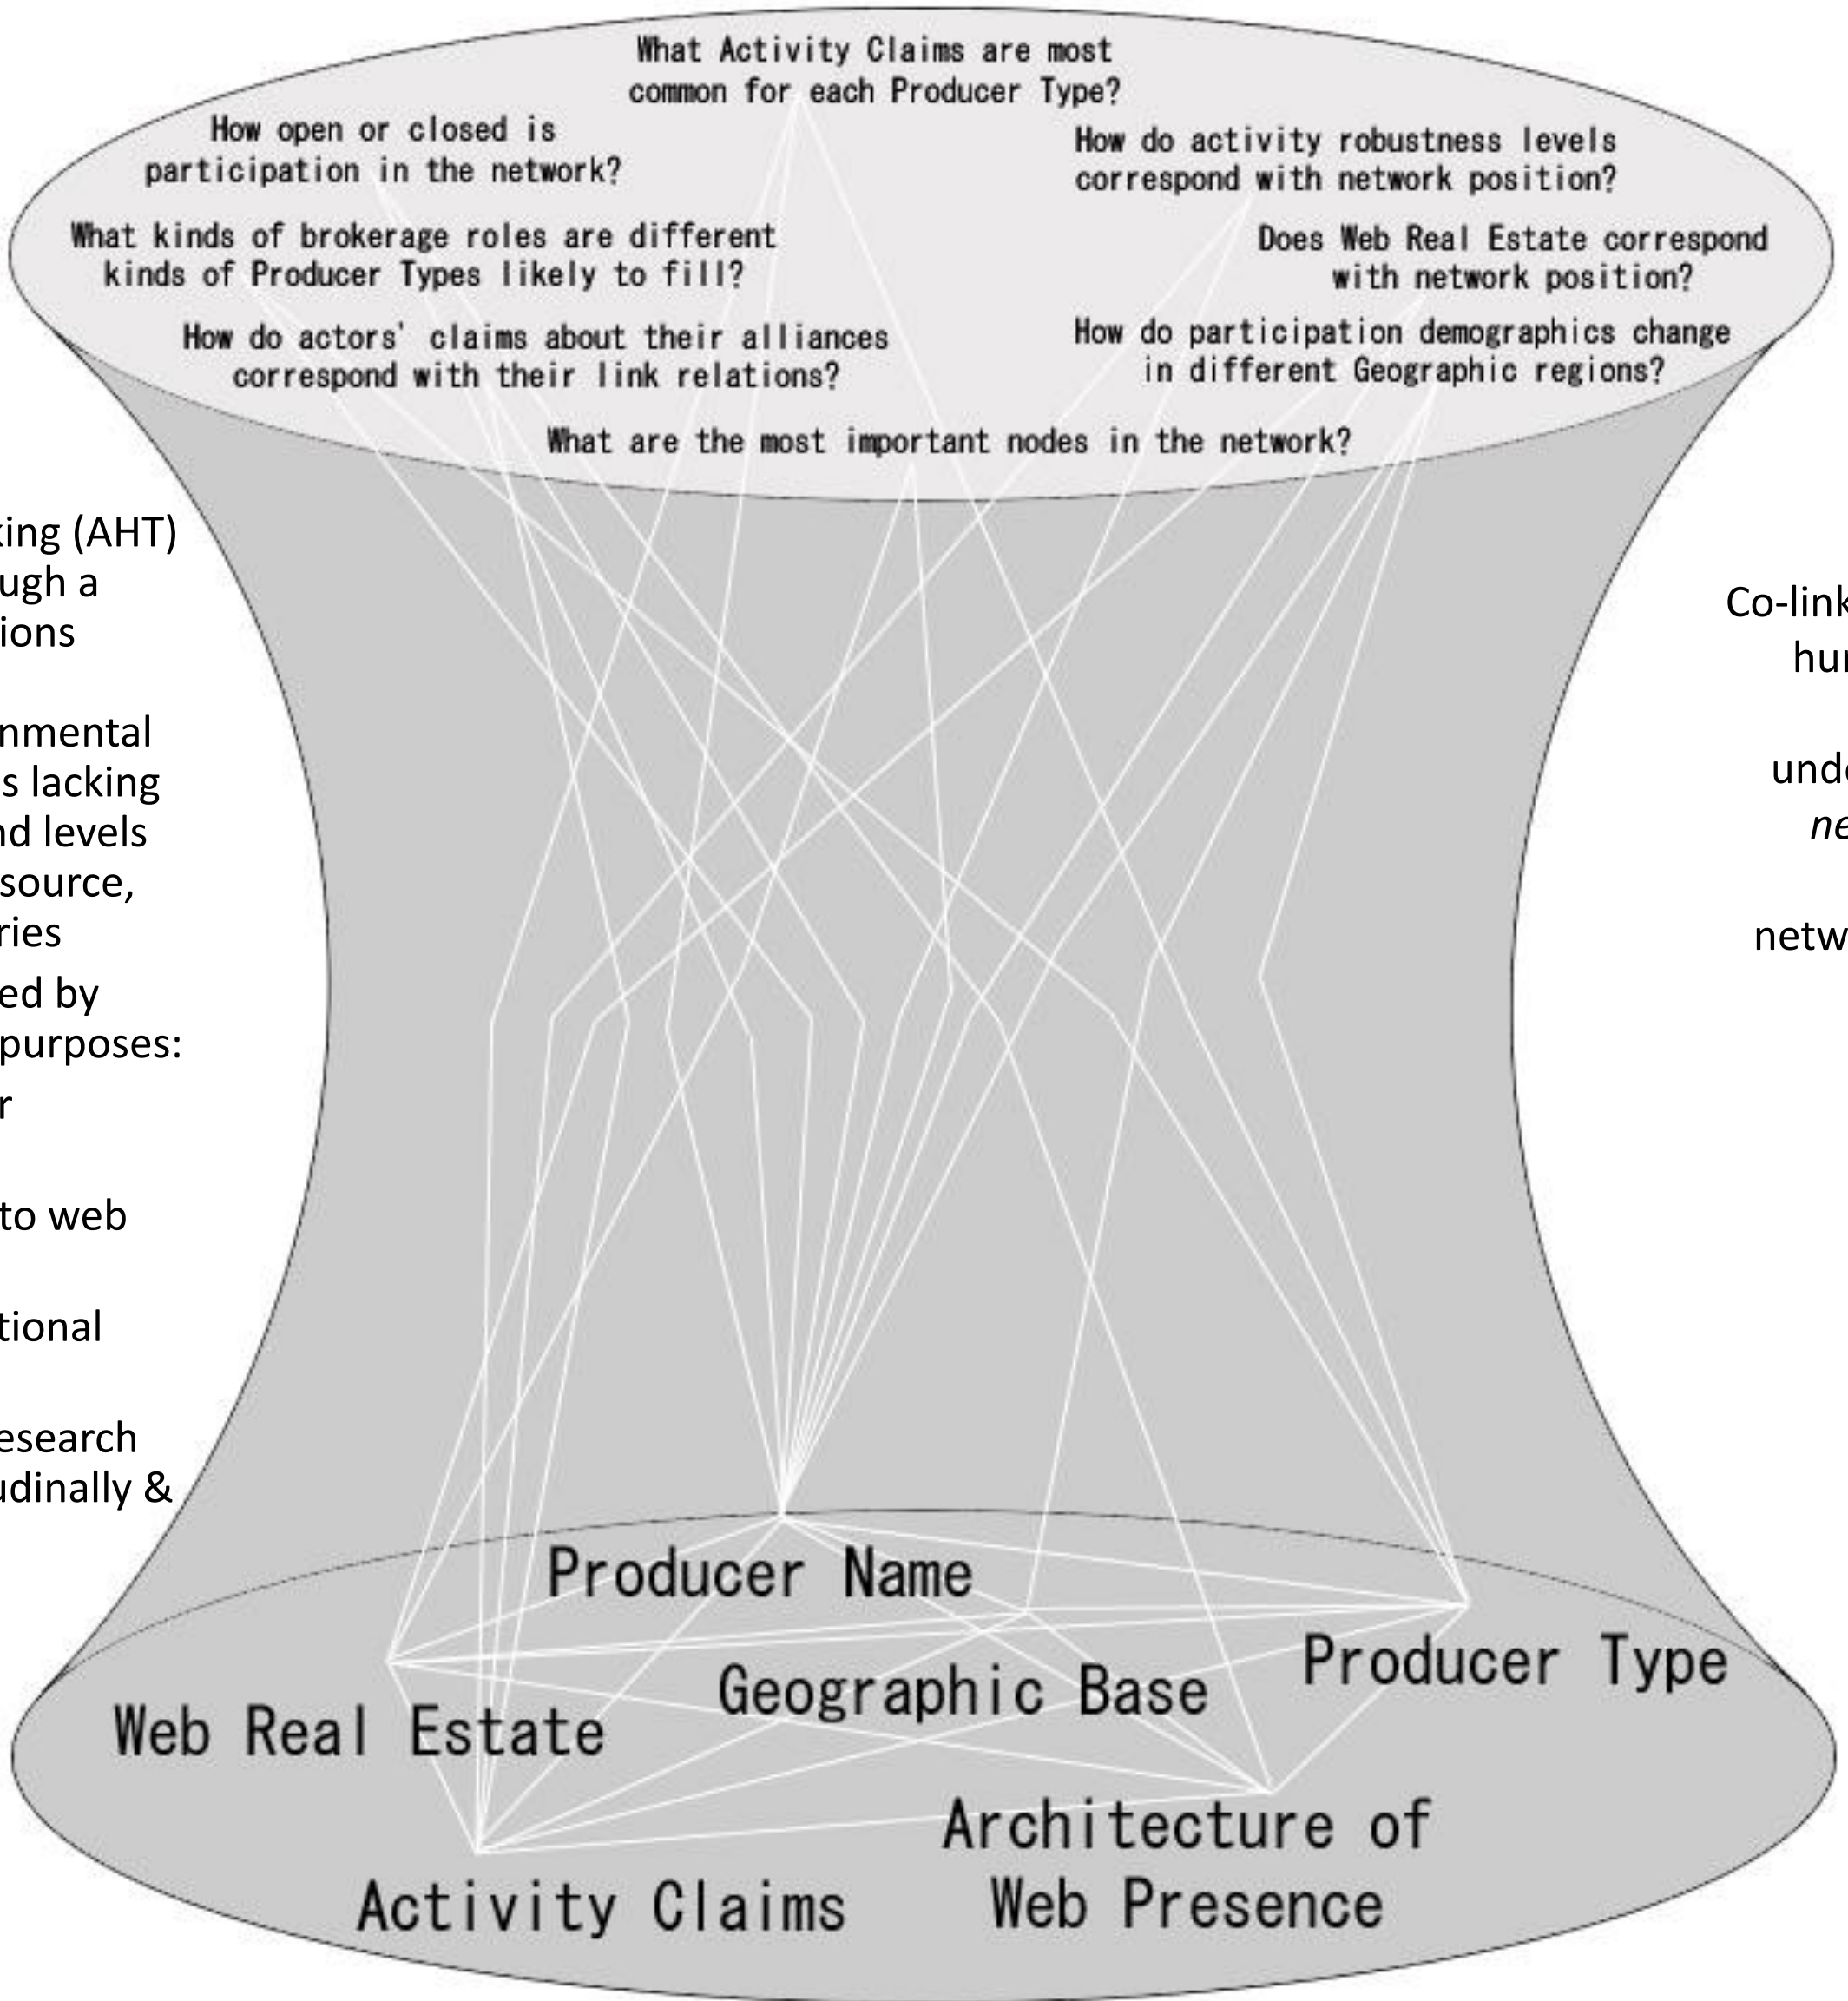 What Activity Claims are most
common for each Producer Type?
How open or closed is
participation in the network?
How do activity robustness levels
correspond with network position?
What kinds of brokerage roles are different
kinds of Producer Types likely to fill?
Does Web Real Estate correspond
with network position?
How do actors' claims about their alliances
correspond with their link relations?
How do participation demographics change
in different Geographic regions?
What are the most important nodes in the network?
king (AHT)
ugh a
ions
nmental
s lacking
nd levels
source,
ries
ed by
purposes:
r
to web
tional
esearch
udinally &
Co-link
hur
unde
ne
netw
Producer Name
Producer Type
Geographic Base
Web Real Estate
Architecture of
Web Presence
Activity Claims